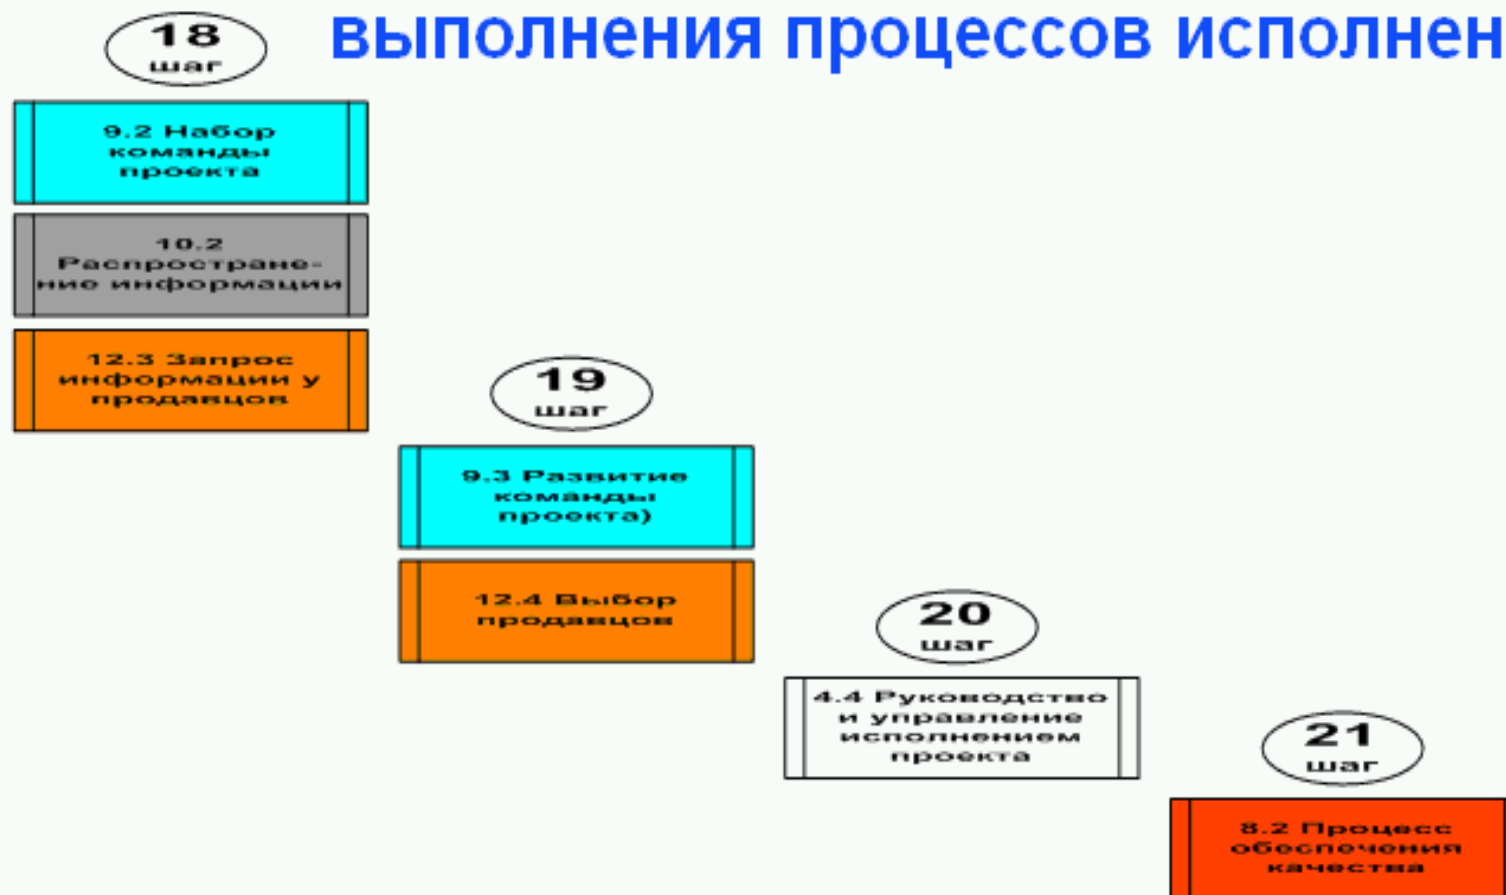 выполнения процессов исполнен
18
шаг
9.2 Набор
команды
проекта
10.2
Распростране-
ние информации
12.3 Запрос
информации у
продавцов
19
шаг
9.3 Развитие
команды
проекта)
12.4 Выбор
продавцов
20
шаг
4.4 Руководство
и управление
исполнением
проекта
21
шаг
8.2 Процесс
обеспечения
качества